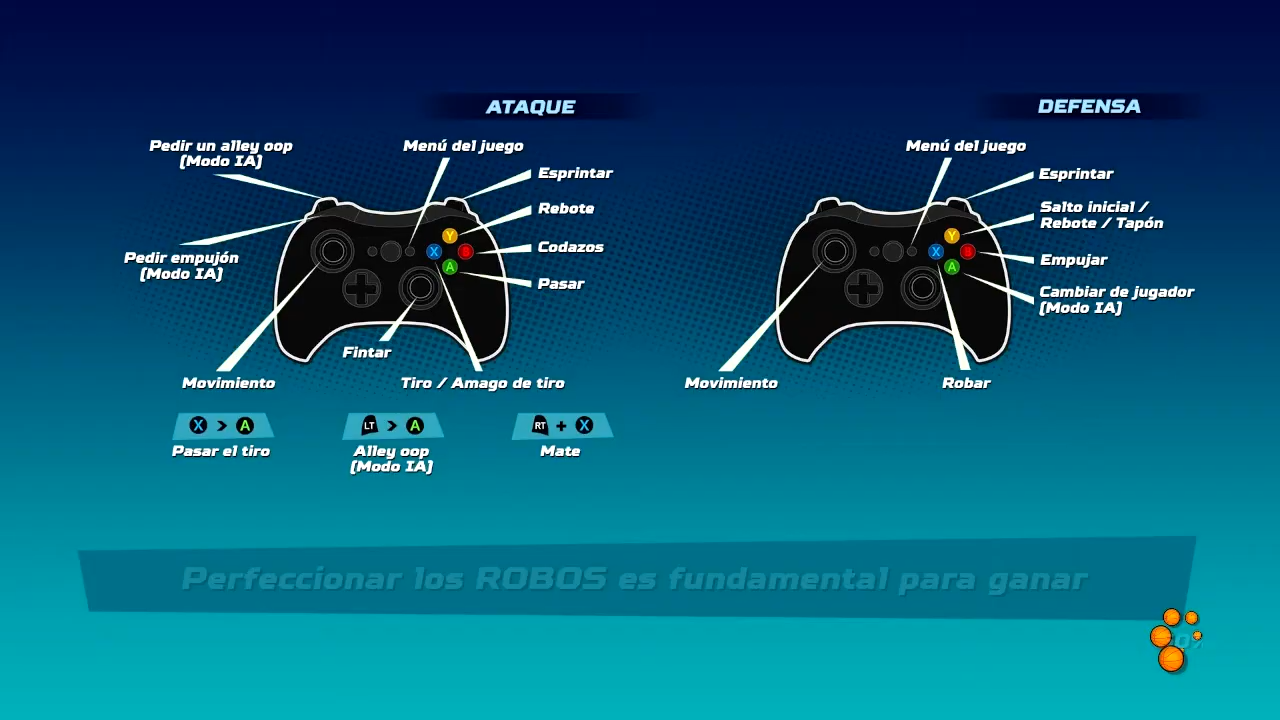 ATAQUE
Pedir un alley oop
(Modo IA)
Menú del juego
Esprintar
Rebote
Codazos
Pasar
Pedir empujón
(Modo IA)
Fintar
Movimiento
Tiro / Amago de tiro
Y
X
B
A
X > A
Pasar el tiro
LT > A
Alley oop
(Modo IA)
RT + X
Mate
DEFENSA
Menú del juego
Esprintar
Salto inicial /
Rebote / Tapón
Empujar
Cambiar de jugador
(Modo IA)
Movimiento
Robar
Y
X
B
A
Perfeccionar los ROBOS es fundamental para ganar